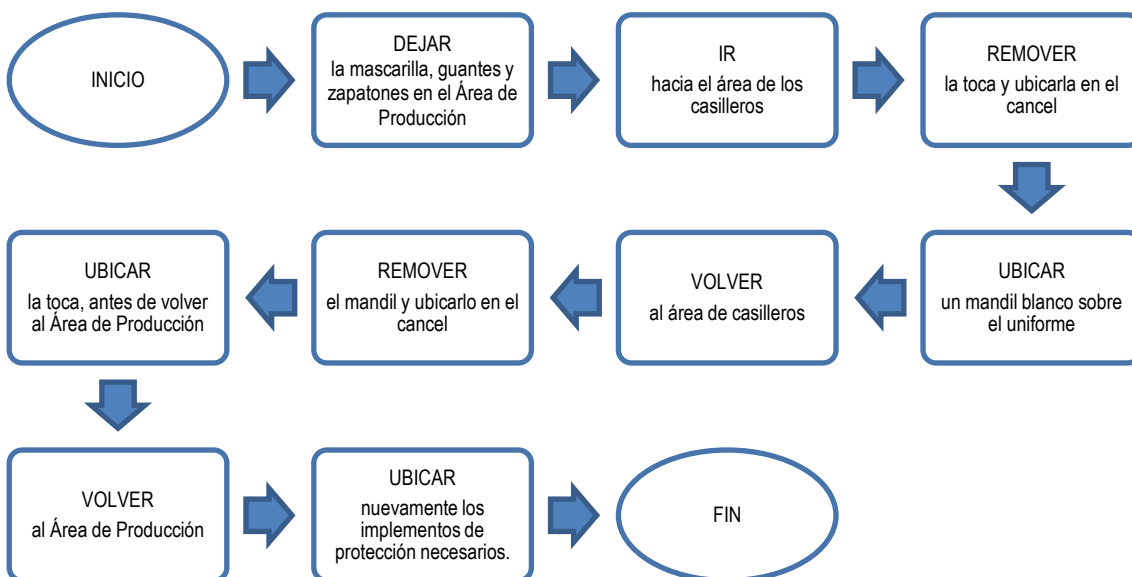 INICIO
DEJAR
la mascarilla, guantes y
zapatones en el Área de
Producción
IR
hacia el área de los
casilleros
REMOVER
la toca y ubicarla en el
cancel
UBICAR
un mandil blanco sobre
el uniforme
VOLVER
al área de casilleros
REMOVER
el mandil y ubicarlo en el
cancel
UBICAR
la toca, antes de volver
al Área de Producción
VOLVER
al Área de Producción
UBICAR
nuevamente los
implementos de
protección necesarios.
FIN